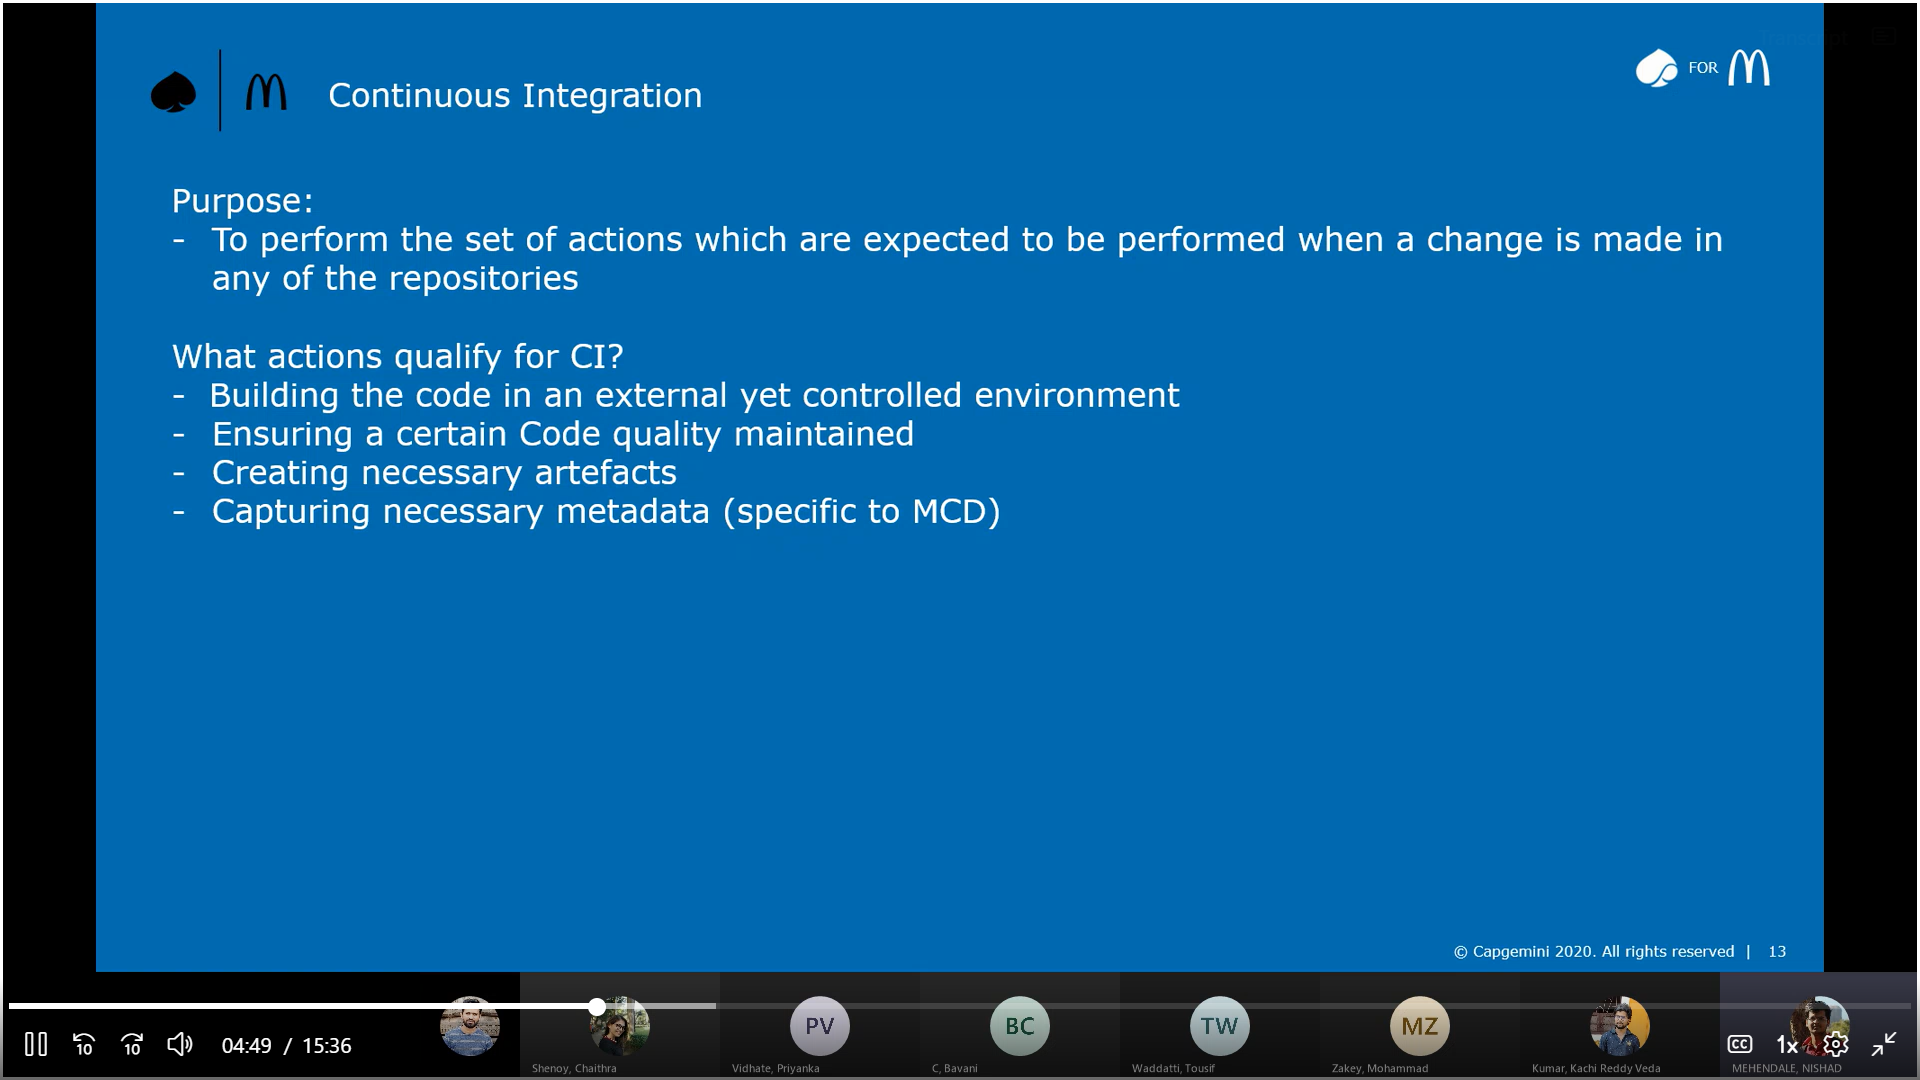 Continuous Integration
FOR
Purpose:
- To perform the set of actions which are expected to be performed when a change is made in
any of the repositories
What actions qualify for CI?
- Building the code in an external yet controlled environment
- Ensuring a certain Code quality maintained
- Creating necessary artefacts
- Capturing necessary metadata (specific to MCD)
© Capgemini 2020. All rights reserved | 13
PV
BC
TW
MZ
10
10
04:49 / 15:36
CC
1x
Shenoy, Chaithra
Vidhate, Priyanka
C, Bavani
Waddatti, Tousif
Zakey, Mohammad
Kumar, Kachi Reddy Veda
MEHENDALE, NISHAD